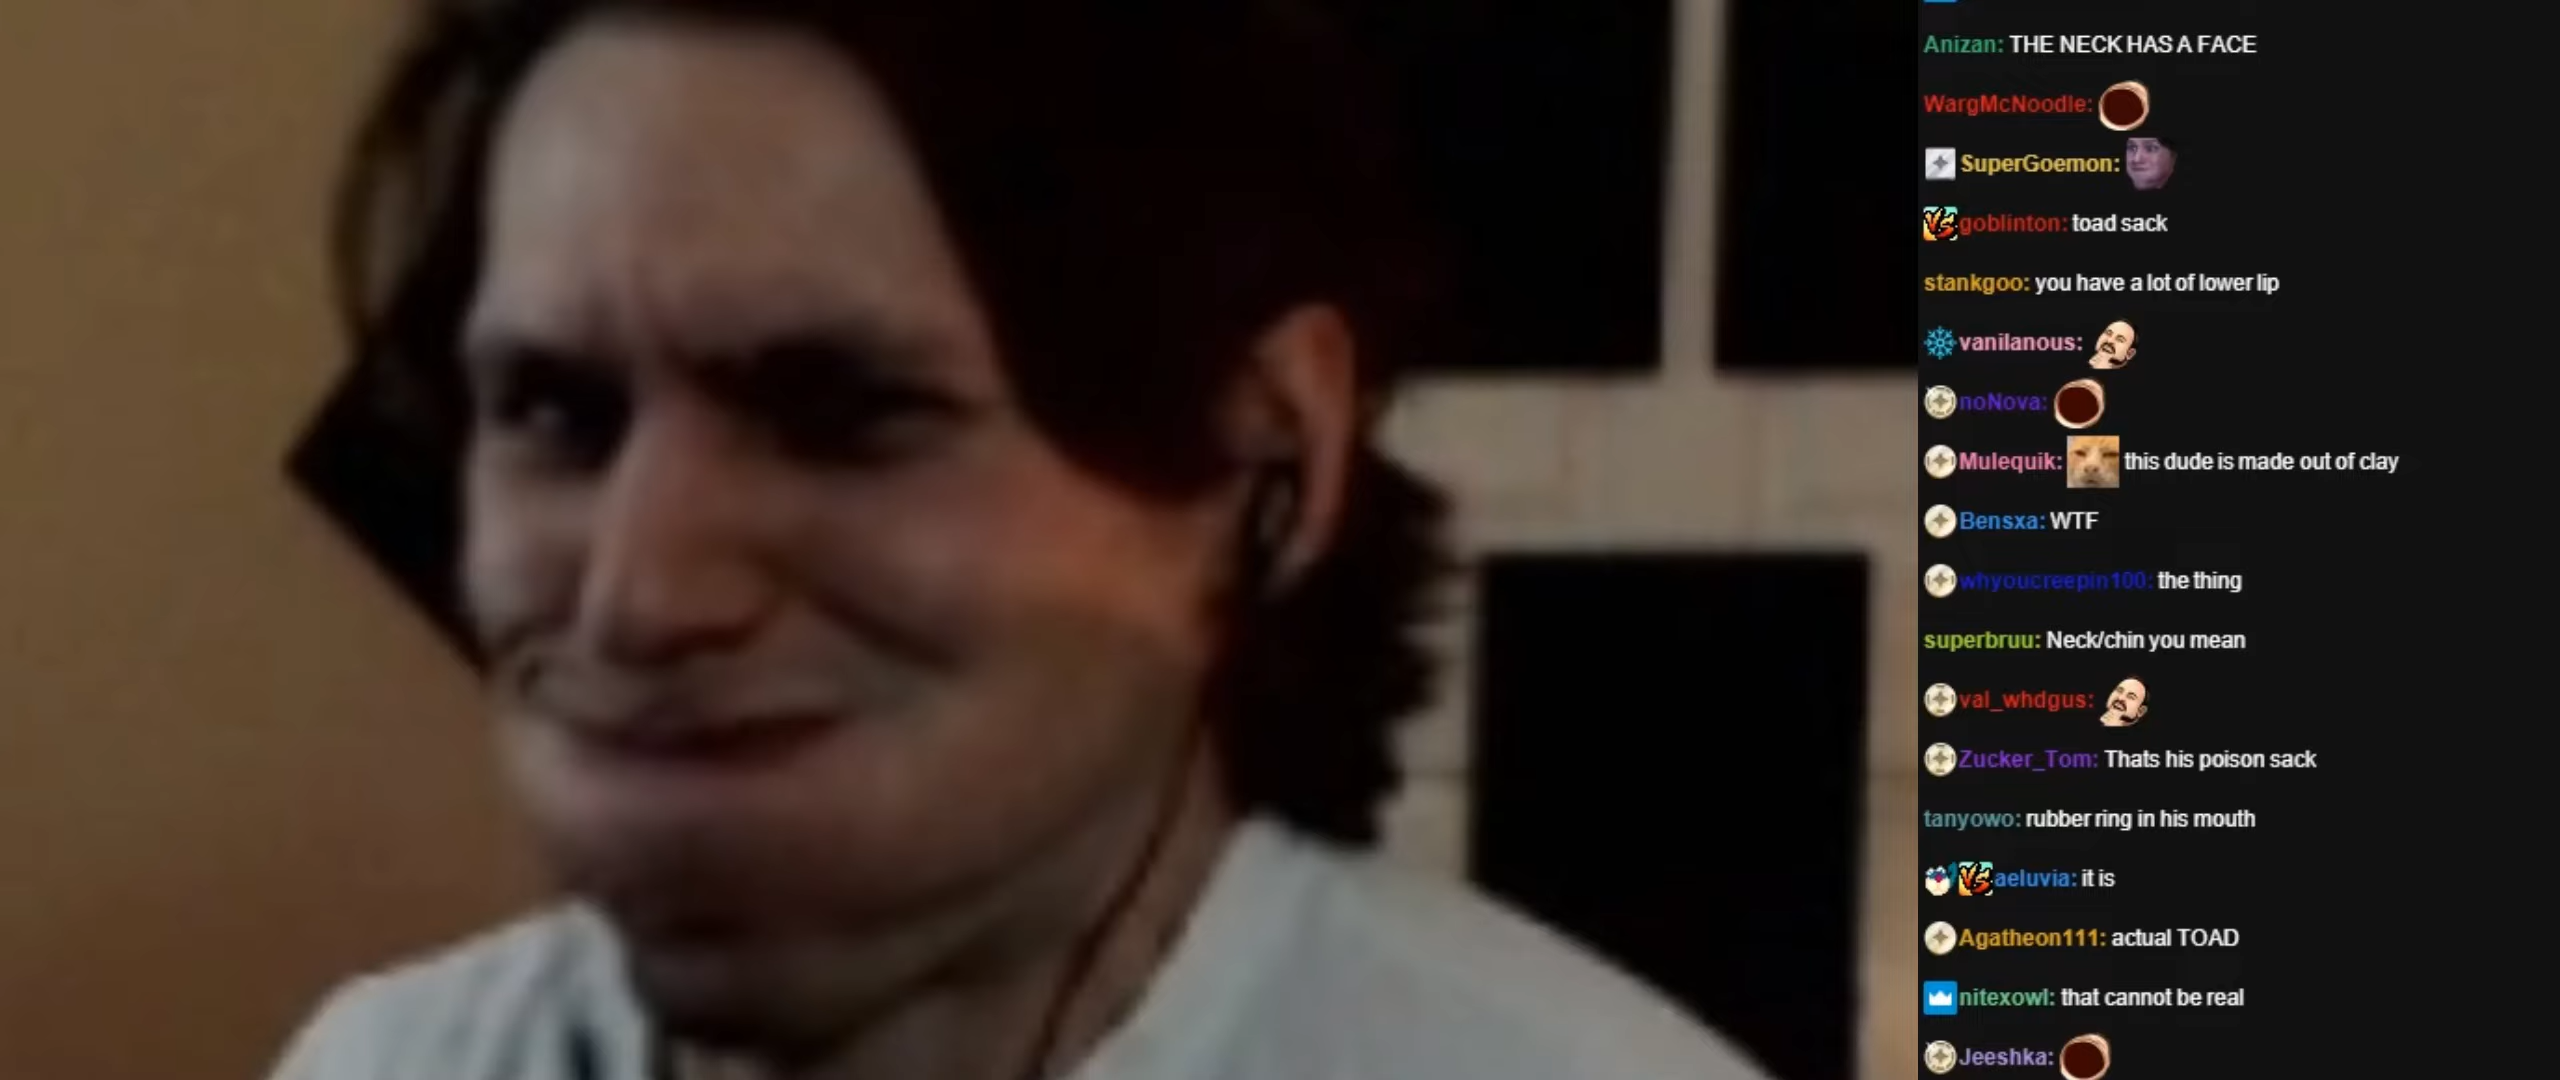 Anizan: THE NECK HAS A FACE
WargMcNoodle:
SuperGoemon:
goblinton: toad sack
stankgoo: you have a lot of lower lip
vanilanous:
noNova:
Mulequik: this dude is made out of clay
Bensxa: WTF
whyoucreepin100: the thing
superbruu: Neck/chin you mean
val_whdgus:
Zucker_Tom: Thats his poison sack
tanyowo: rubber ring in his mouth
aeluvia: it is
Agatheon111: actual TOAD
nitexowl: that cannot be real
Jeeshka: